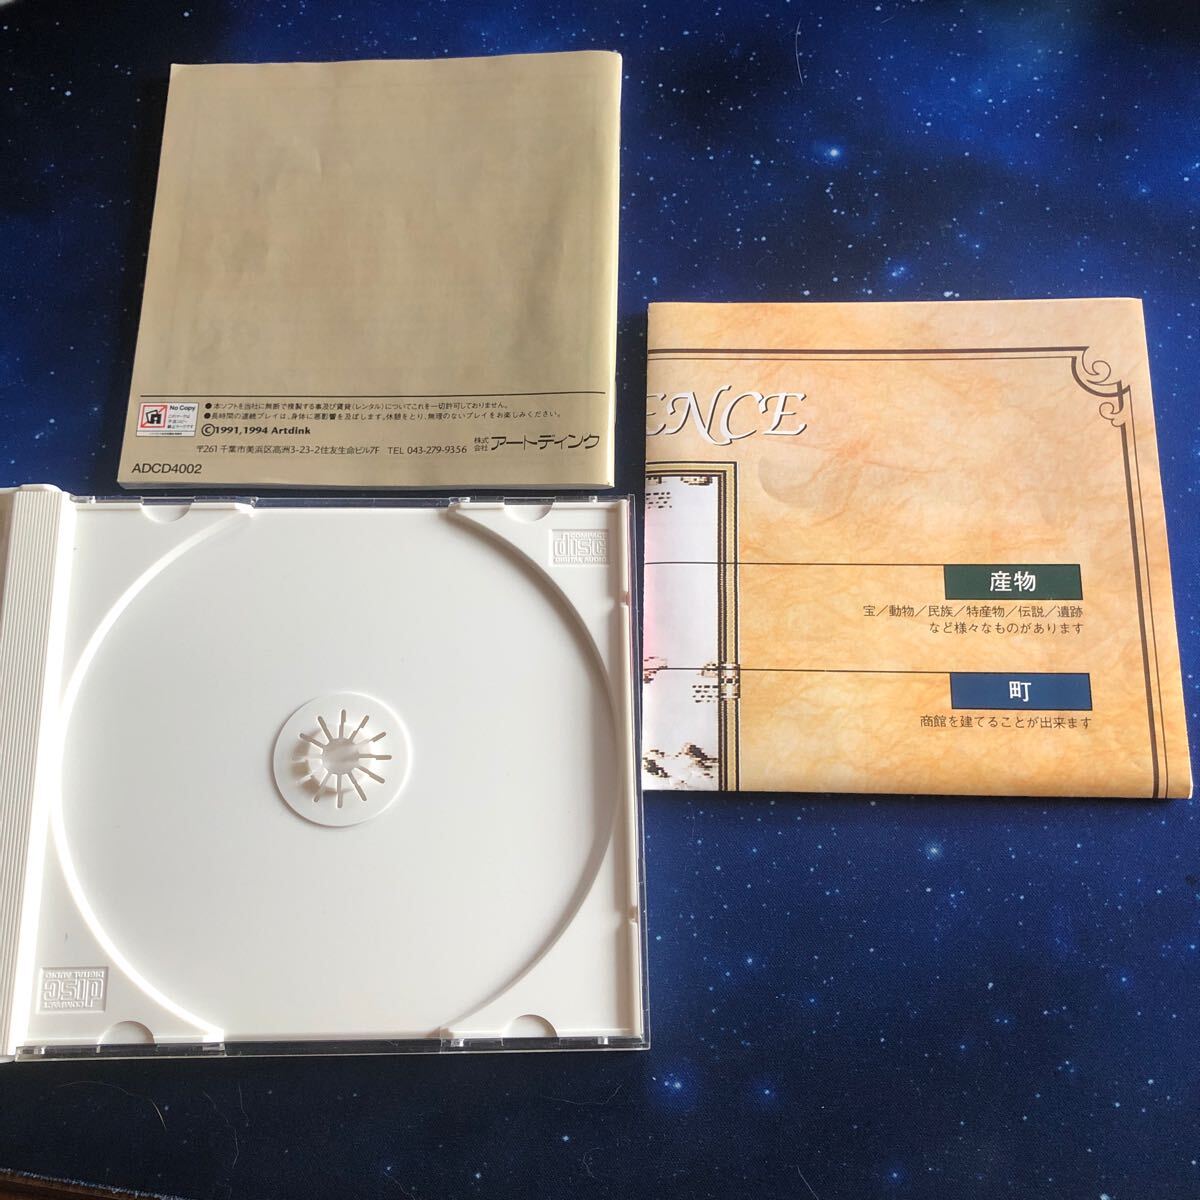 No Copy
●本ソフトを当社に無断で複製する事及び賃貸(レンタル)についてこれを一切許可しておりません。
●長時間の連続プレイは、身体に悪影響を及ぼします。休憩をとり、無理のないプレイをお楽しみください。
©1991,1994 Artdink
株式会社 アートディンク
〒261 千葉市美浜区高洲3-23-2住友生命ビル7F TEL 043-279-9356
ADCD4002
ENCE
産物
宝／動物／民族／特産物／伝説／遺跡
など様々なものがあります
町
商館を建てることが出来ます
COMPACT
disc
DIGITAL AUDIO
COMPACT
disc
DIGITAL AUDIO